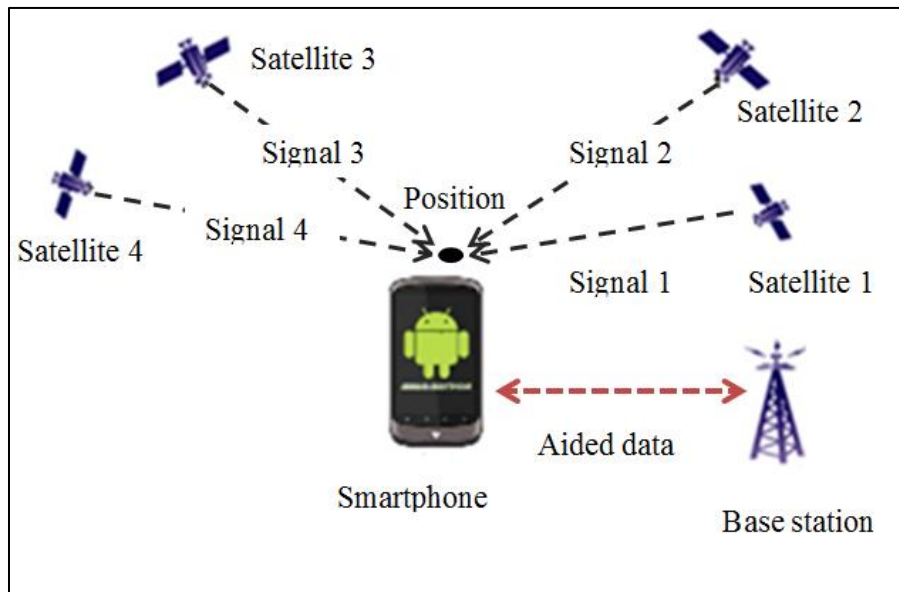 Satellite 3
Satellite 2
Signal 3
Signal 2
Position
Satellite 4
Signal 4
Signal 1
Satellite 1
Aided data
Smartphone
Base station